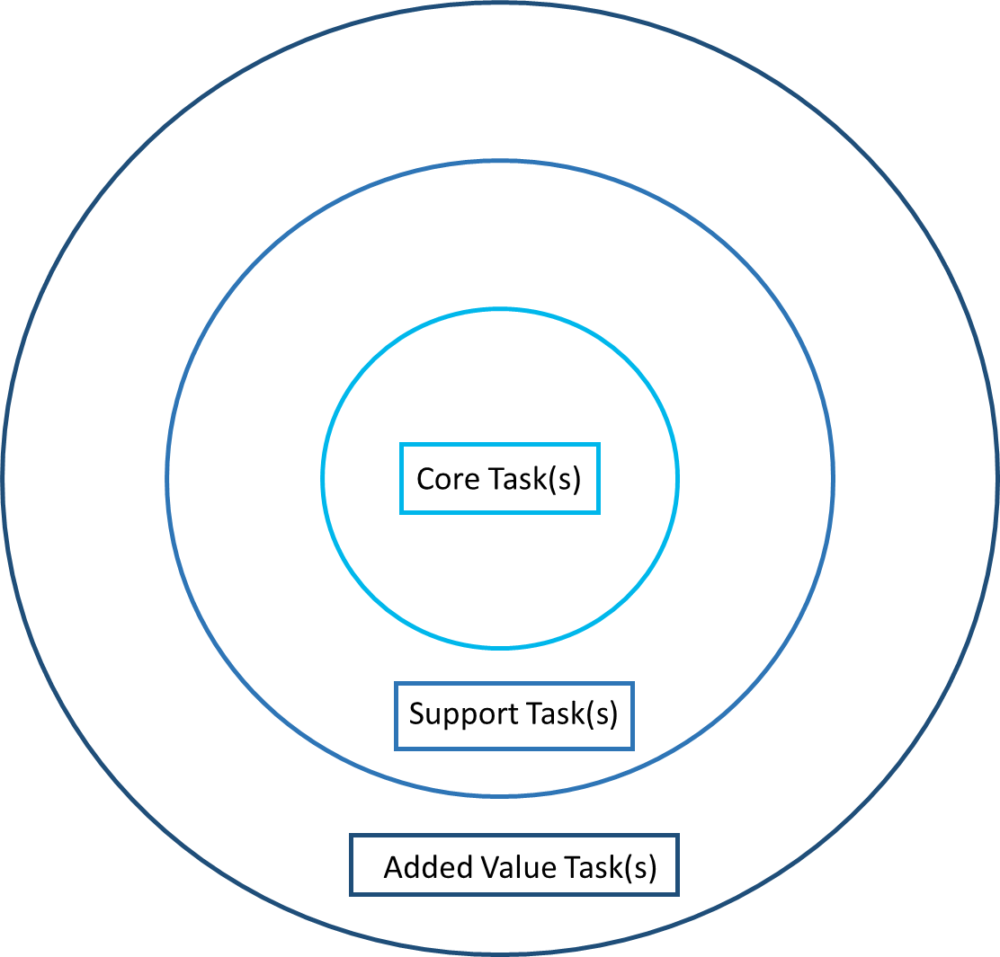 Core Task(s)
Support Task(s)
Added Value Task(s)